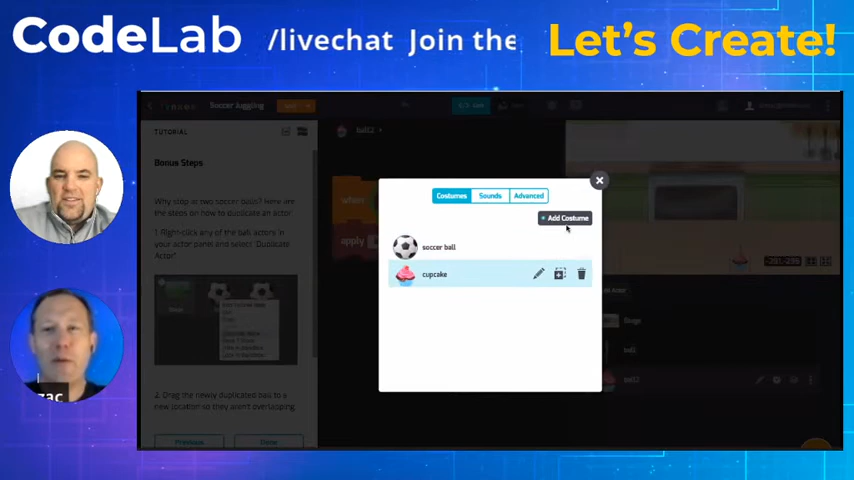 CodeLab /livechat Join the Let's Create!
Soccer Juggling
TUTORIAL
Bonus Steps
Why stop at two soccer balls? Here are
the steps on how to duplicate an actor
1. Right-click any of the ball actors in
your actor panel and select "Duplicate
Actor"
2. Drag the newly duplicated ball to a
new location so they aren't overlapping.
Previous
Done
ball2
when
apply
Costumes Sounds Advanced
+ Add Costume
soccer ball
cupcake
Stage
ball
ball2
zac